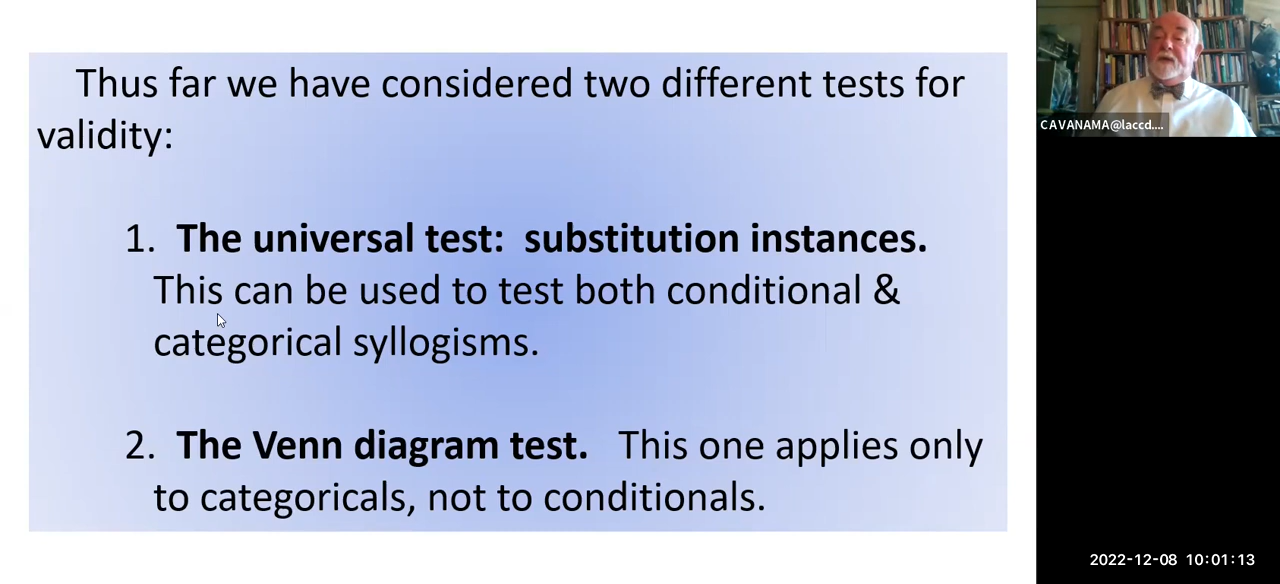 Thus far we have considered two different tests for
validity:
1. The universal test: substitution instances.
This can be used to test both conditional &
categorical syllogisms.
2. The Venn diagram test. This one applies only
to categoricals, not to conditionals.
CAVANAMA@laccd....
2022-12-08 10:01:13